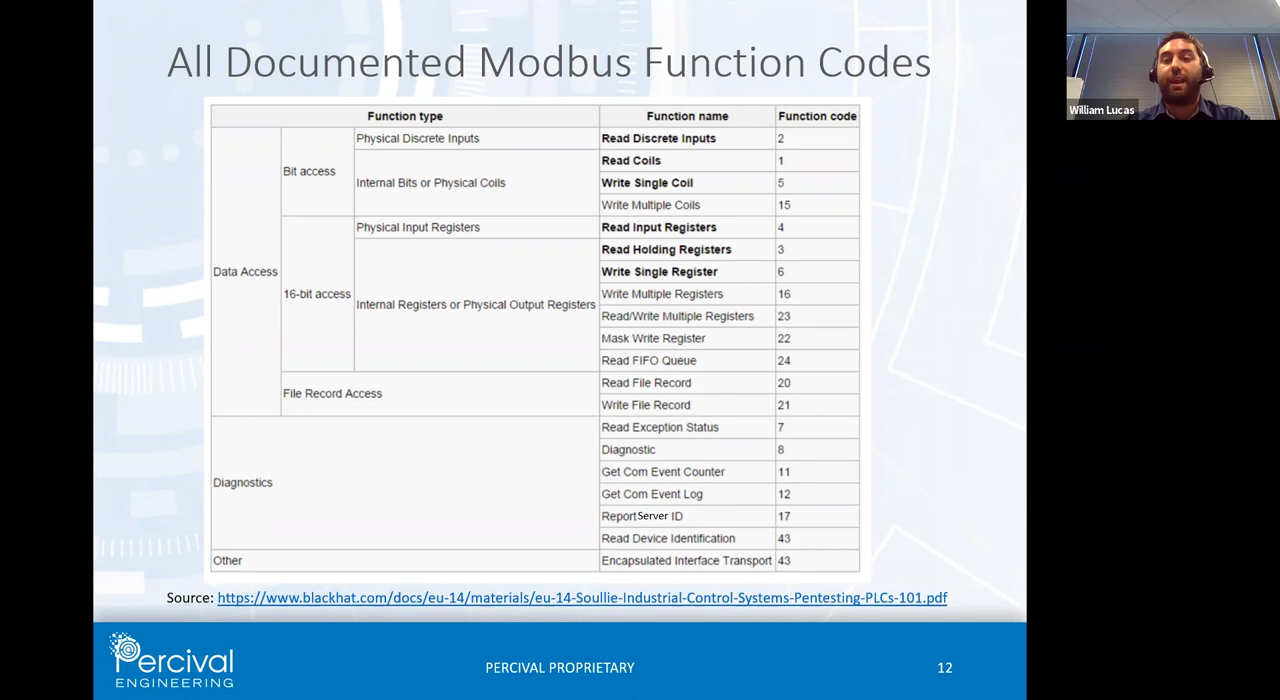 All Documented Modbus Function Codes
William Lucas
Function type Function name Function code
Physical Discrete Inputs Read Discrete Inputs 2
Read Coils 1
Bit access
Internal Bits or Physical Coils Write Single Coil 5
Write Multiple Coils 15
Physical Input Registers Read Input Registers 4
Read Holding Registers 3
Data Access Write Single Register 6
16-bit access Write Multiple Registers 16
Internal Registers or Physical Output Registers
Read/Write Multiple Registers 23
Mask Write Register 22
Read FIFO Queue 24
Read File Record 20
File Record Access
Write File Record 21
Read Exception Status 7
Diagnostic 8
Get Com Event Counter 11
Diagnostics
Get Com Event Log 12
Report Server ID 17
Read Device Identification 43
Other Encapsulated Interface Transport 43
Source: https://www.blackhat.com/docs/eu-14/materials/eu-14-Soullie-Industrial-Control-Systems-Pentesting-PLCs-101.pdf
Percival
ENGINEERING
PERCIVAL PROPRIETARY
12